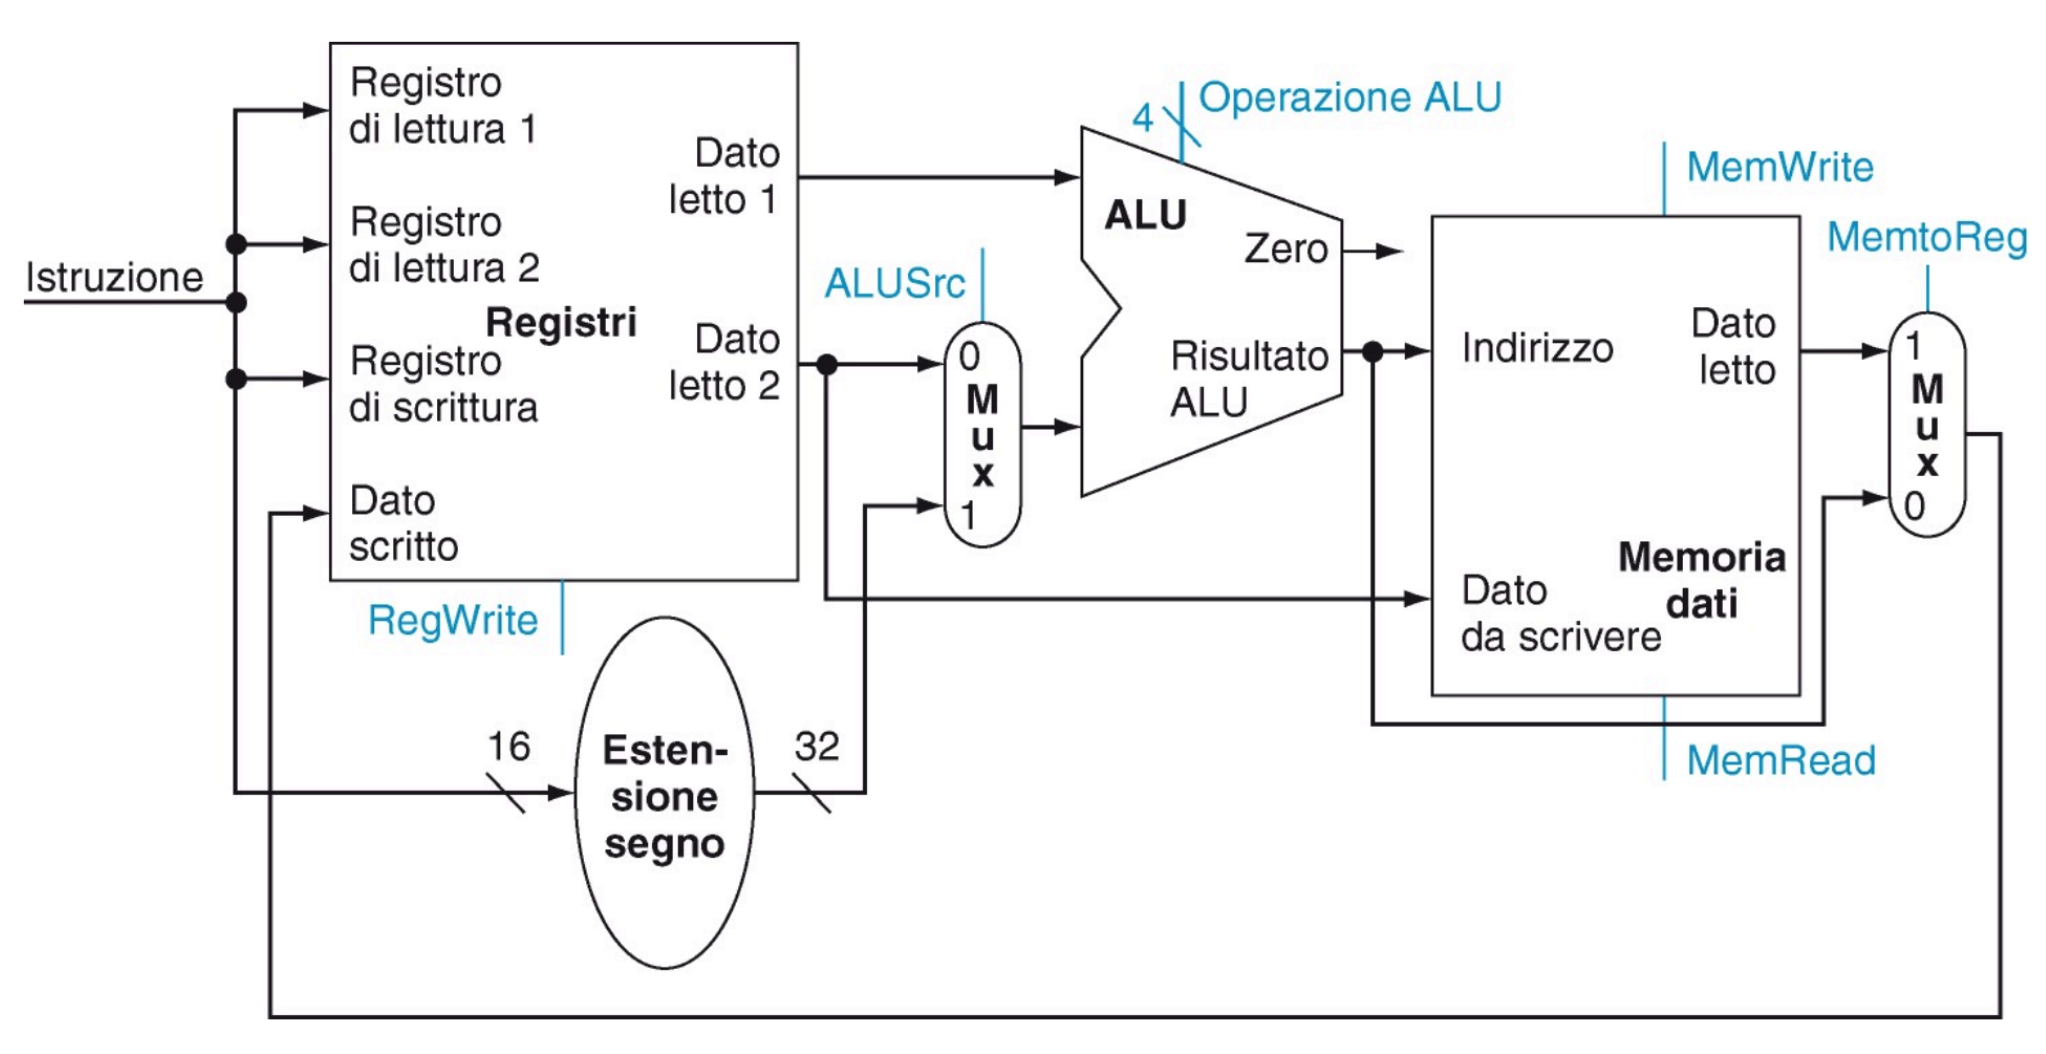 Istruzione
Registro
di lettura 1
Registro
di lettura 2
Registri
Registro
di scrittura
Dato
scritto
Dato
letto 1
Dato
letto 2
RegWrite
16
Esten-
sione
segno
32
ALUSrc
0
M
u
x
1
4
Operazione ALU
ALU
Zero
Risultato
ALU
MemWrite
Indirizzo
Dato
letto
Memoria
dati
Dato
da scrivere
MemRead
MemtoReg
1
M
u
x
0